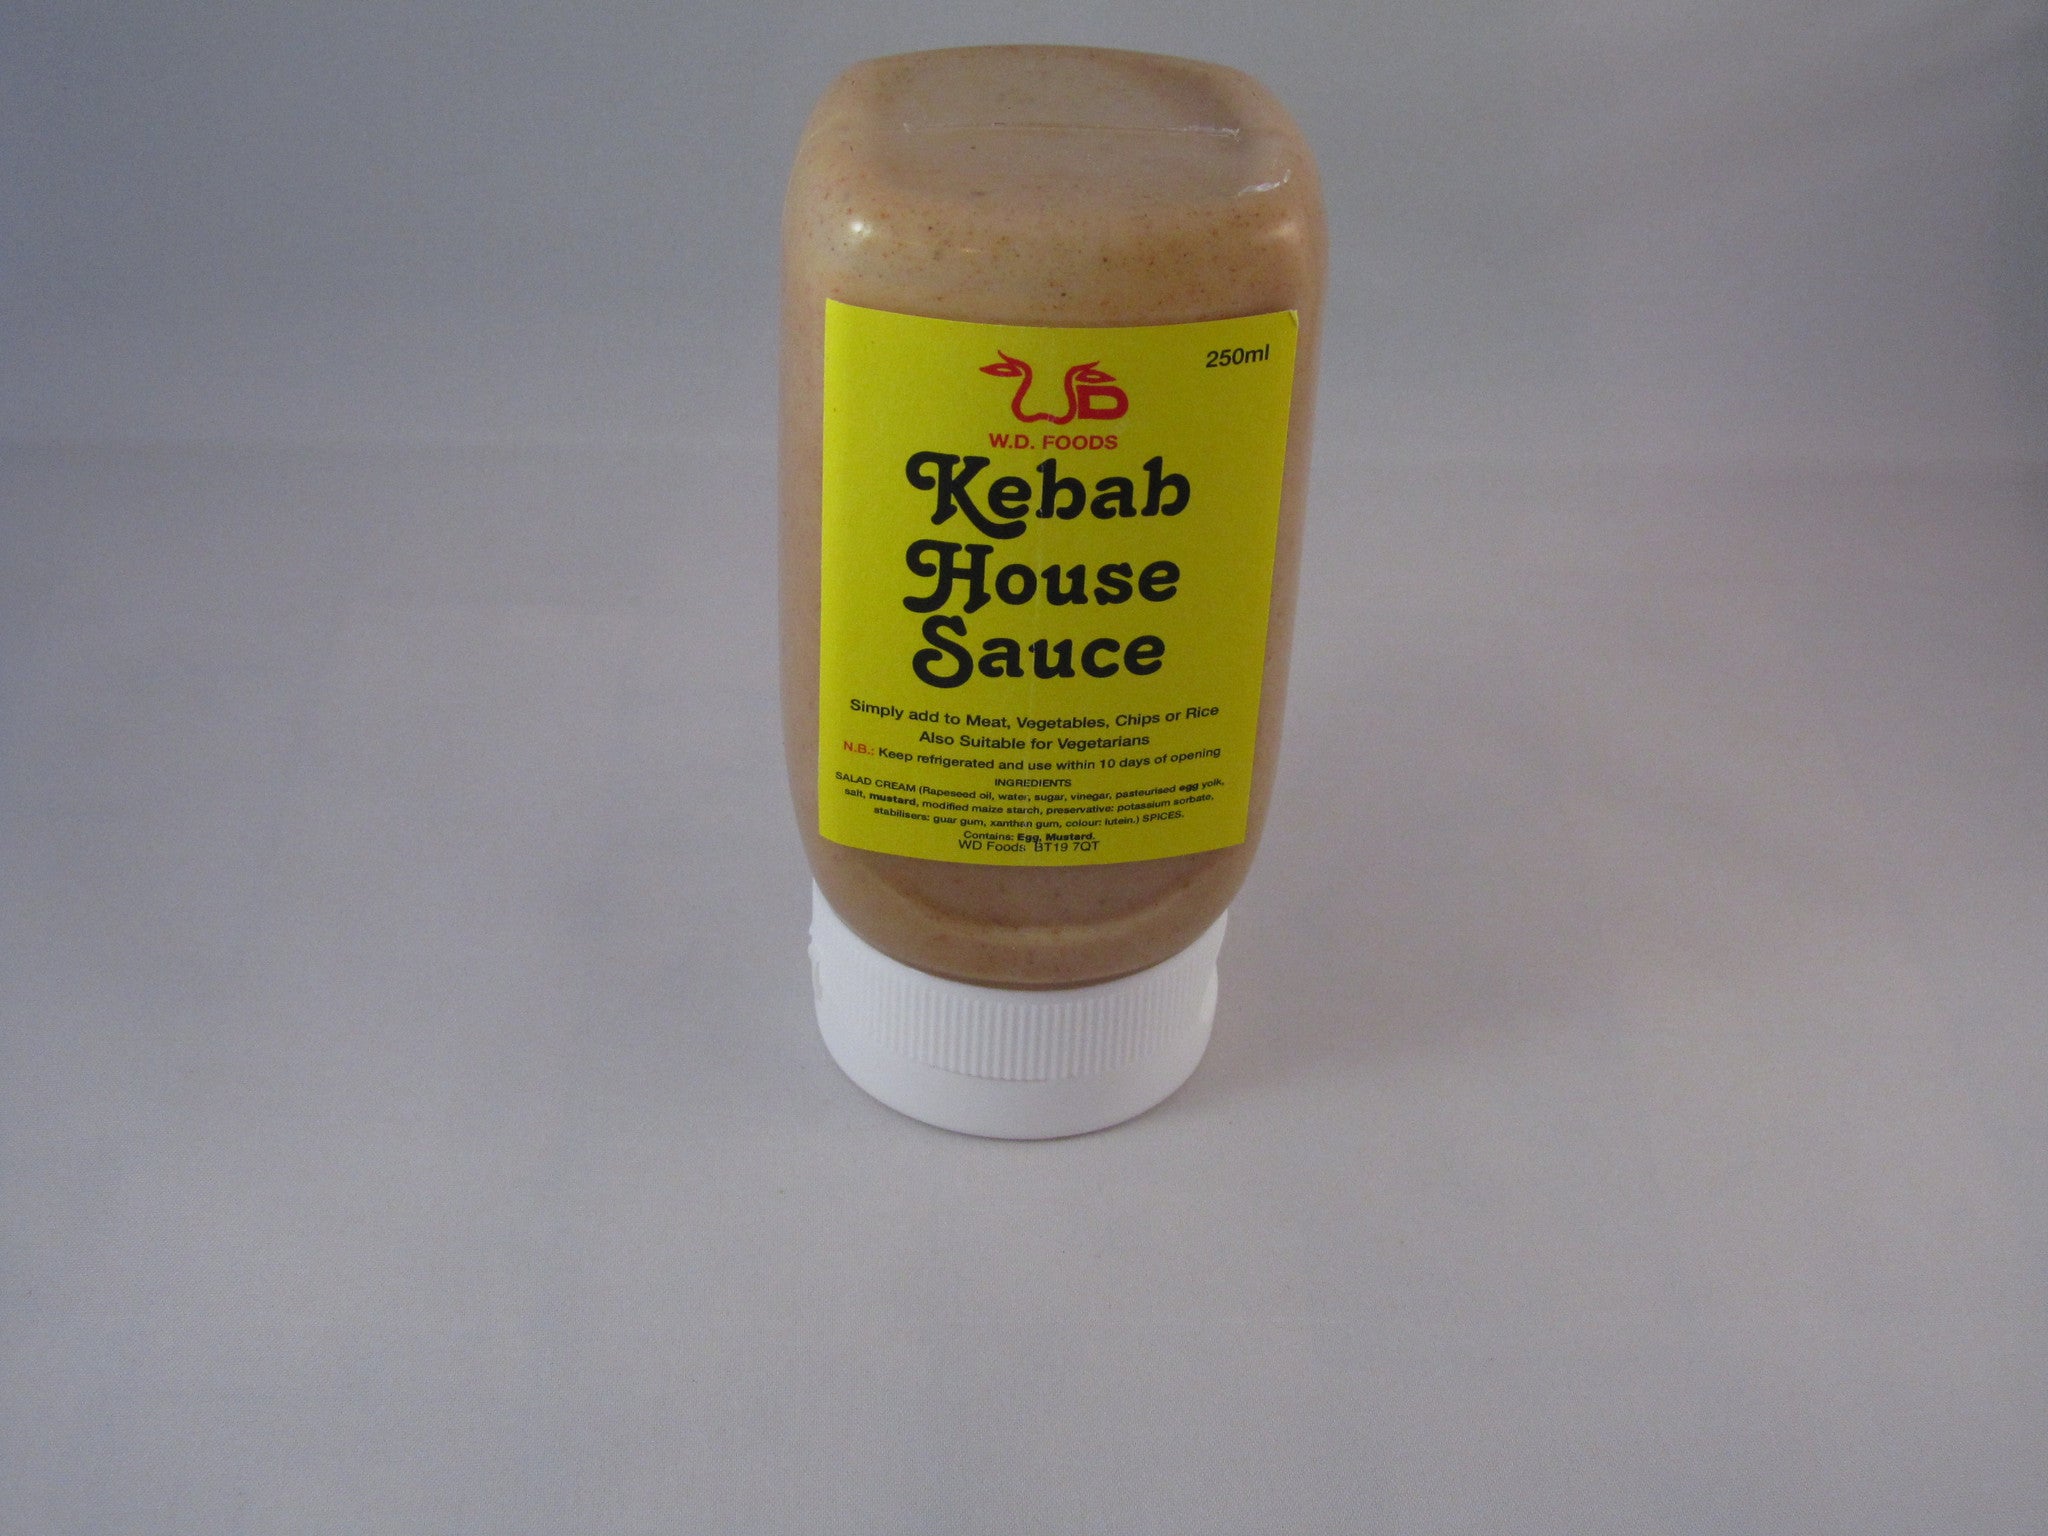 250ml
W.D. FOODS
Kebab
House
Sauce
Simply add to Meat, Vegetables, Chips or Rice
Also Suitable for Vegetarians
N.B.: Keep refrigerated and use within 10 days of opening
INGREDIENTS
SALAD CREAM (Rapeseed oil, water, sugar, vinegar, pasteurised egg yolk,
salt, mustard, modified maize starch, preservative: potassium sorbate,
stabilisers: guar gum, xanthan gum, colour: lutein.) SPICES.
Contains: Egg, Mustard.
WD Foods BT19 7QT